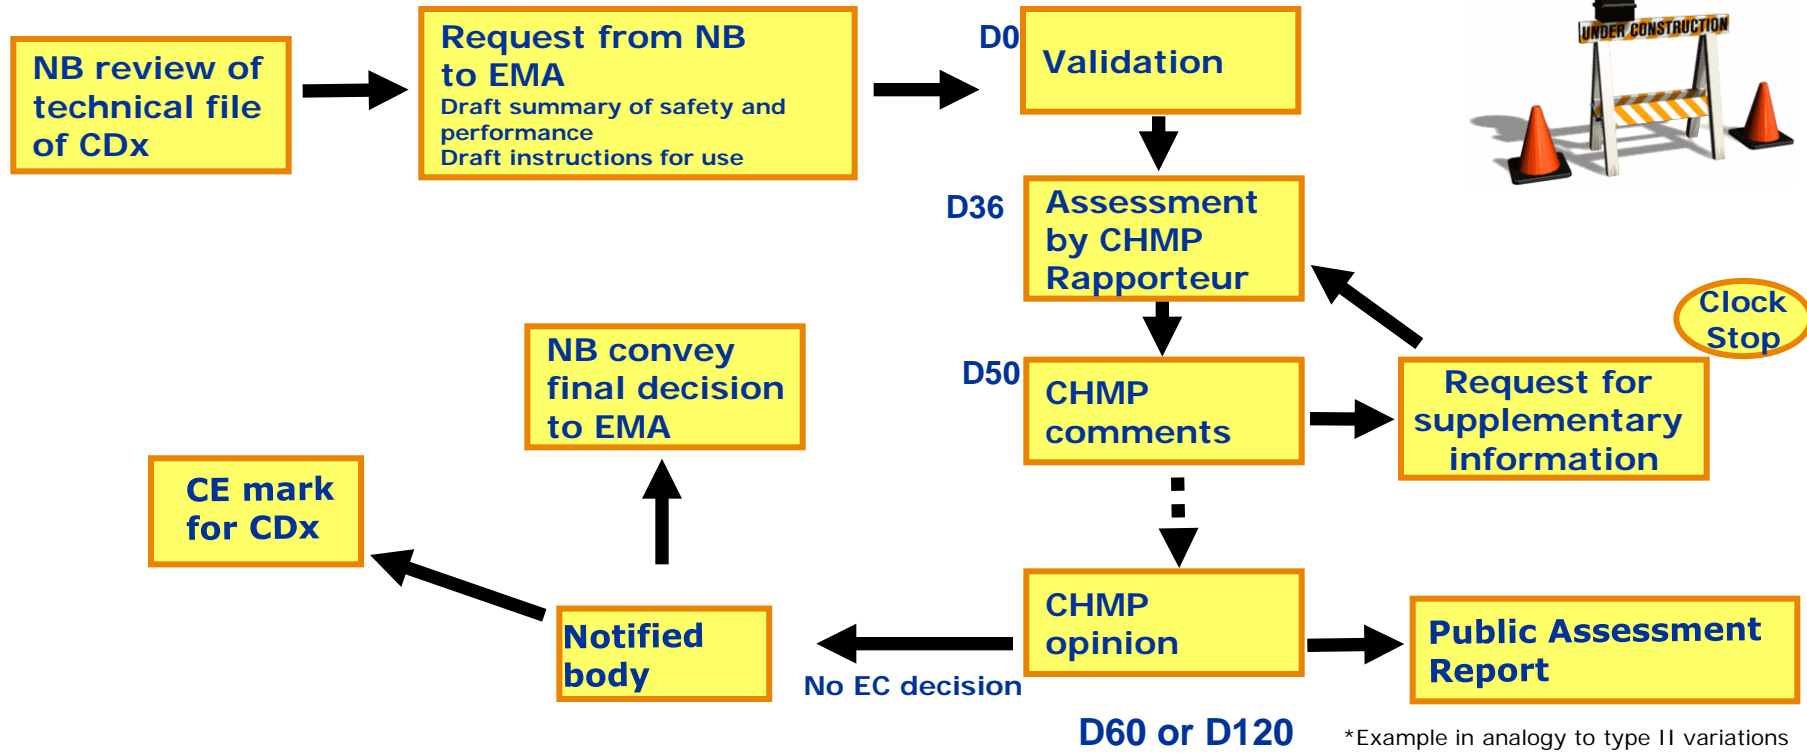 NB review of
technical file
of CDx
Request from NB
to EMA
Draft summary of safety and
performance
Draft instructions for use
D0
Validation
UNDER CONSTRUCTION
D36
Assessment
by CHMP
Rapporteur
Clock
Stop
D50
CHMP
comments
Request for
supplementary
information
NB convey
final decision
to EMA
CE mark
for CDx
Notified
body
No EC decision
CHMP
opinion
Public Assessment
Report
D60 or D120
*Example in analogy to type II variations